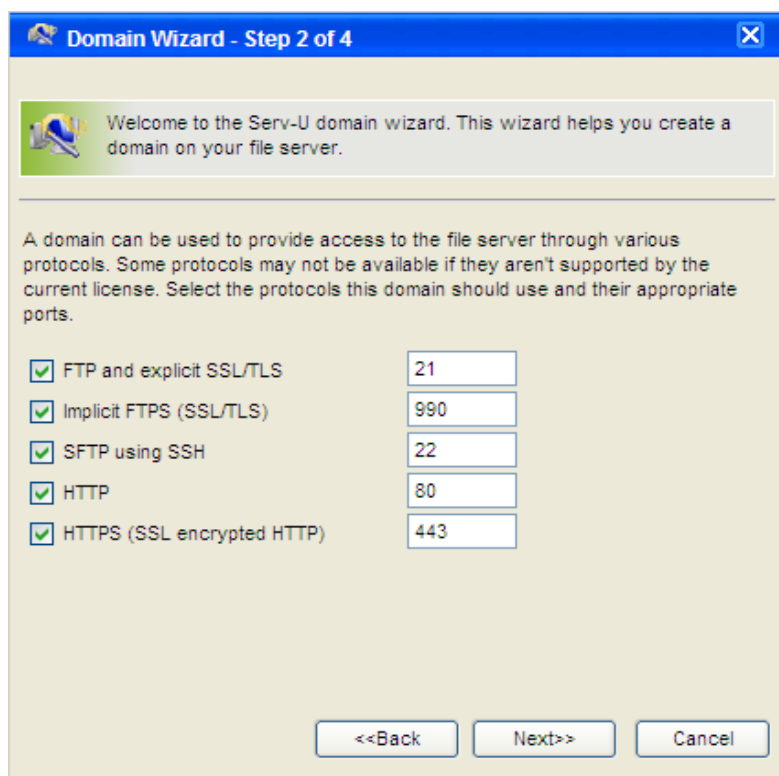 Domain Wizard - Step 2 of 4
Welcome to the Serv-U domain wizard. This wizard helps you create a
domain on your file server.
A domain can be used to provide access to the file server through various
protocols. Some protocols may not be available if they aren't supported by the
current license. Select the protocols this domain should use and their appropriate
ports.
FTP and explicit SSL/TLS 21
Implicit FTPS (SSL/TLS) 990
SFTP using SSH 22
HTTP 80
HTTPS (SSL encrypted HTTP) 443
<<Back Next>> Cancel